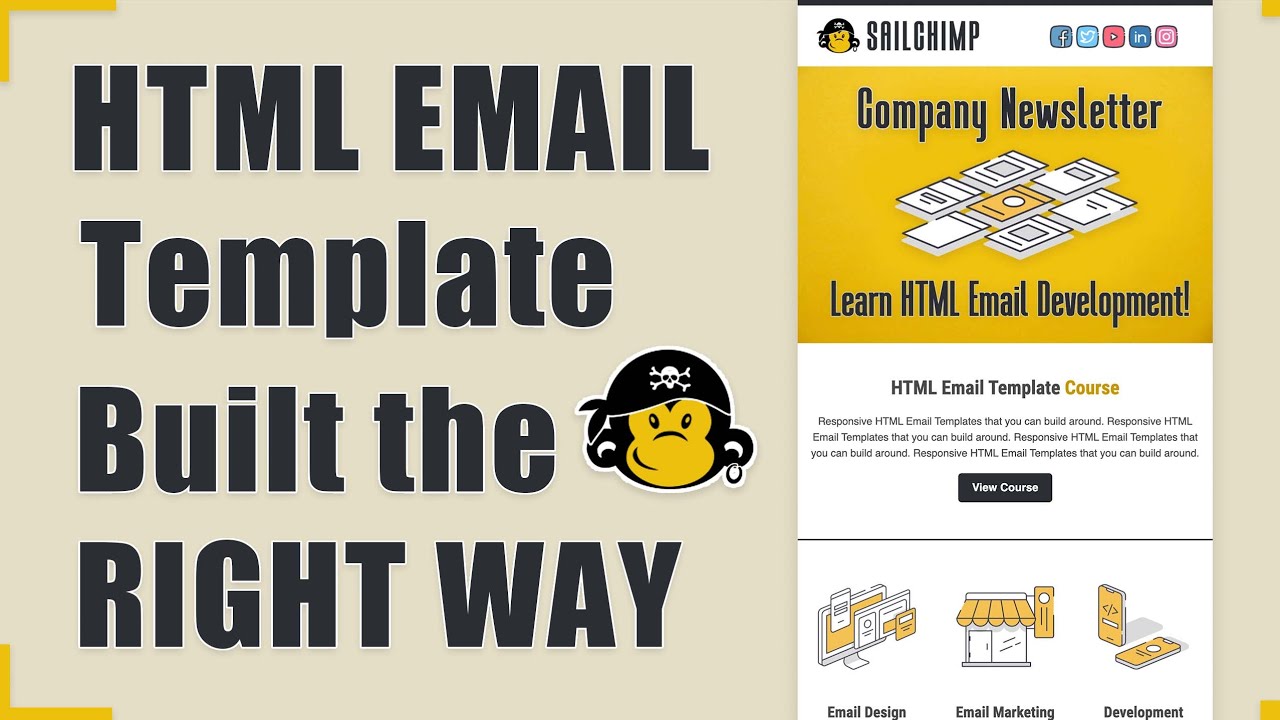 HTML EMAIL
Template
Built the
RIGHT WAY
SAILCHIMP
Company Newsletter
Learn HTML Email Development!
HTML Email Template Course
Responsive HTML Email Templates that you can build around. Responsive HTML
Email Templates that you can build around. Responsive HTML Email Templates that
you can build around. Responsive HTML Email Templates that you can build around.
View Course
Email Design
Email Marketing
Development